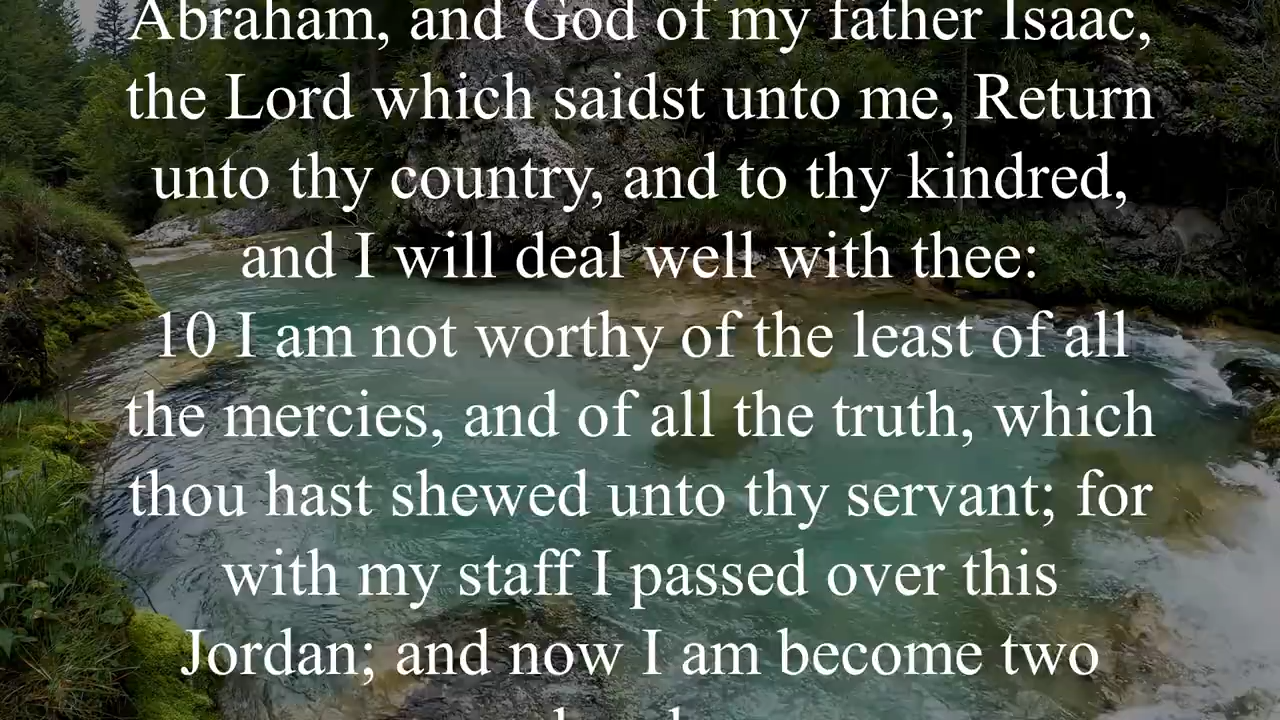 Abraham, and God of my father Isaac,
the Lord which saidst unto me, Return
unto thy country, and to thy kindred,
and I will deal well with thee:
10 I am not worthy of the least of all
the mercies, and of all the truth, which
thou hast shewed unto thy servant; for
with my staff I passed over this
Jordan; and now I am become two